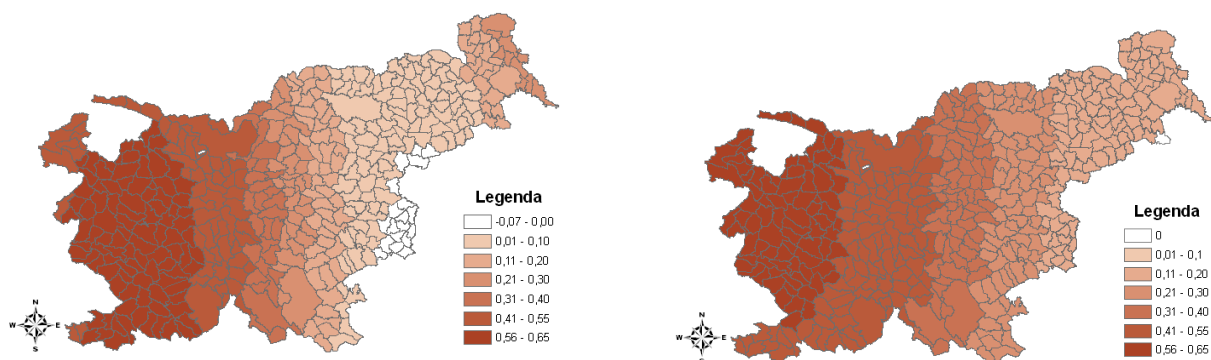 Legenda
-0,07 - 0,00
0,01 - 0,10
0,11 - 0,20
0,21 - 0,30
0,31 - 0,40
0,41 - 0,55
0,56 - 0,65
N
W E
S
Legenda
0
0,01 - 0,1
0,11 - 0,20
0,21 - 0,30
0,31 - 0,40
0,41 - 0,55
0,56 - 0,65
N
W E